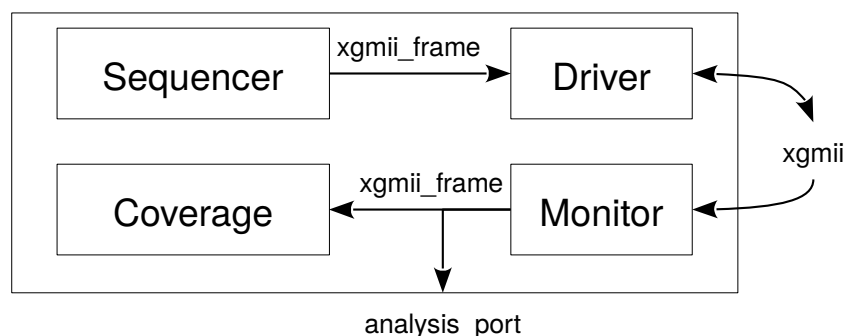 xgmii_frame
Sequencer
Driver
xgmii
xgmii_frame
Coverage
Monitor
analysis_port